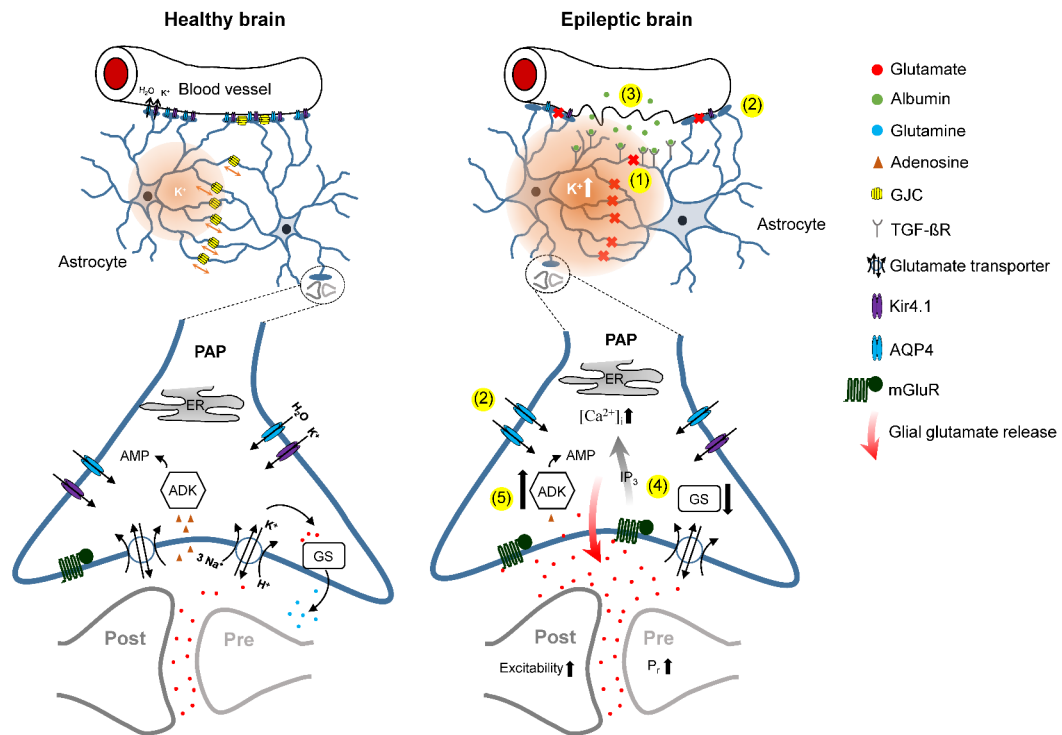 Healthy brain
Blood vessel
H₂O
K⁺
K⁺
Astrocyte
PAP
ER
H₂O
K⁺
AMP
ADK
K⁺
3 Na⁺
H⁺
GS
Post
Pre
Epileptic brain
(3)
(2)
(1)
K⁺
Astrocyte
PAP
ER
(2)
[Ca²⁺]ᵢ
AMP
IP₃
(4)
(5)
ADK
GS
Post
Pre
Excitability
Pᵣ
Glutamate
Albumin
Glutamine
Adenosine
GJC
TGF-ßR
Glutamate transporter
Kir4.1
AQP4
mGluR
Glial glutamate release